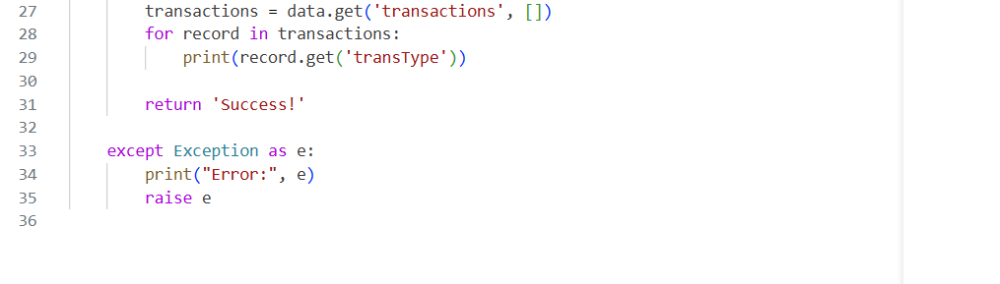 27 transactions = data.get('transactions', [])
28 for record in transactions:
29 print(record.get('transType'))
30
31 return 'Success!'
32
33 except Exception as e:
34 print("Error:", e)
35 raise e
36